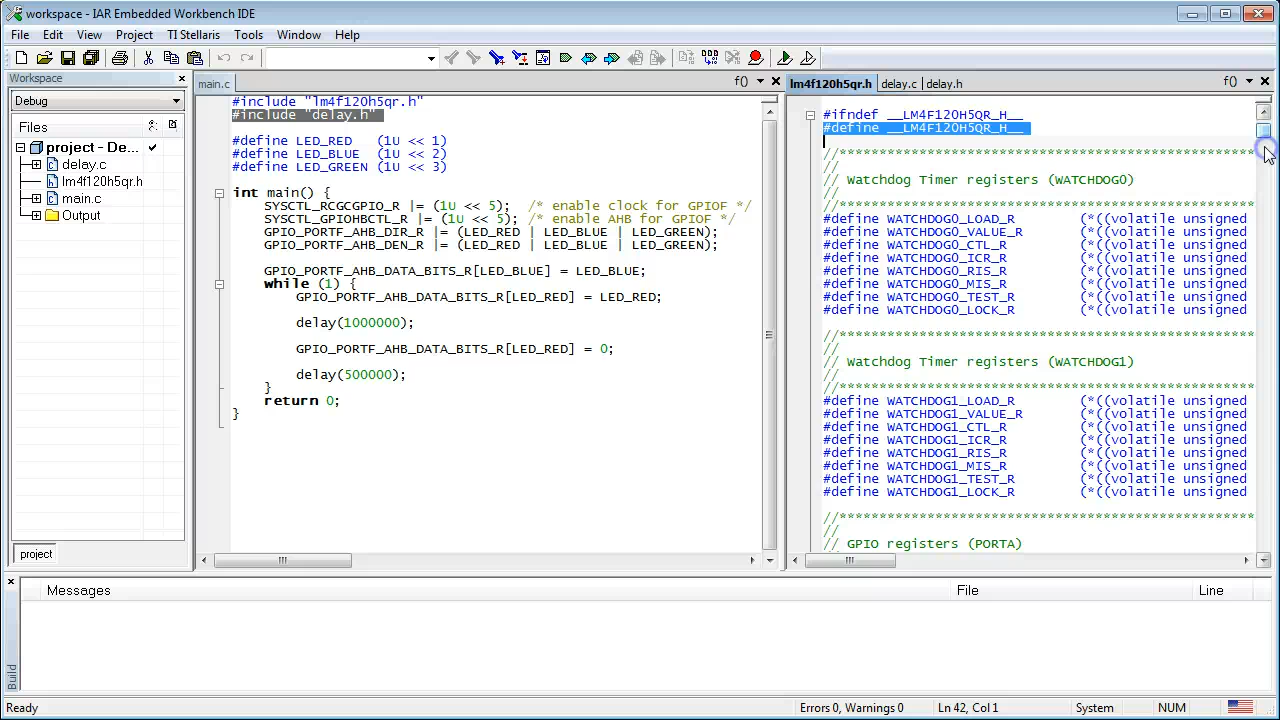 workspace - IAR Embedded Workbench IDE
File Edit View Project TI Stellaris Tools Window Help
Workspace
Debug
Files
project - De...
delay.c
lm4f120h5qr.h
main.c
Output
project
main.c
f()
#include "lm4f120h5qr.h"
#include "delay.h"
#define LED_RED   (1U << 1)
#define LED_BLUE  (1U << 2)
#define LED_GREEN (1U << 3)
int main() {
    SYSCTL_RCGCGPIO_R |= (1U << 5);  /* enable clock for GPIOF */
    SYSCTL_GPIOHBCTL_R |= (1U << 5); /* enable AHB for GPIOF */
    GPIO_PORTF_AHB_DIR_R |= (LED_RED | LED_BLUE | LED_GREEN);
    GPIO_PORTF_AHB_DEN_R |= (LED_RED | LED_BLUE | LED_GREEN);
    GPIO_PORTF_AHB_DATA_BITS_R[LED_BLUE] = LED_BLUE;
    while (1) {
        GPIO_PORTF_AHB_DATA_BITS_R[LED_RED] = LED_RED;
        delay(1000000);
        GPIO_PORTF_AHB_DATA_BITS_R[LED_RED] = 0;
        delay(500000);
    }
    return 0;
}
lm4f120h5qr.h delay.c | delay.h
f()
#ifndef __LM4F120H5QR_H__
#define __LM4F120H5QR_H__
//****************************************************
//
// Watchdog Timer registers (WATCHDOG0)
//
//****************************************************
#define WATCHDOG0_LOAD_R        (*((volatile unsigned
#define WATCHDOG0_VALUE_R       (*((volatile unsigned
#define WATCHDOG0_CTL_R         (*((volatile unsigned
#define WATCHDOG0_ICR_R         (*((volatile unsigned
#define WATCHDOG0_RIS_R         (*((volatile unsigned
#define WATCHDOG0_MIS_R         (*((volatile unsigned
#define WATCHDOG0_TEST_R        (*((volatile unsigned
#define WATCHDOG0_LOCK_R        (*((volatile unsigned
//****************************************************
//
// Watchdog Timer registers (WATCHDOG1)
//
//****************************************************
#define WATCHDOG1_LOAD_R        (*((volatile unsigned
#define WATCHDOG1_VALUE_R       (*((volatile unsigned
#define WATCHDOG1_CTL_R         (*((volatile unsigned
#define WATCHDOG1_ICR_R         (*((volatile unsigned
#define WATCHDOG1_RIS_R         (*((volatile unsigned
#define WATCHDOG1_MIS_R         (*((volatile unsigned
#define WATCHDOG1_TEST_R        (*((volatile unsigned
#define WATCHDOG1_LOCK_R        (*((volatile unsigned
//****************************************************
//
// GPIO registers (PORTA)
Messages File Line
Build
Ready Errors 0, Warnings 0 Ln 42, Col 1 System NUM